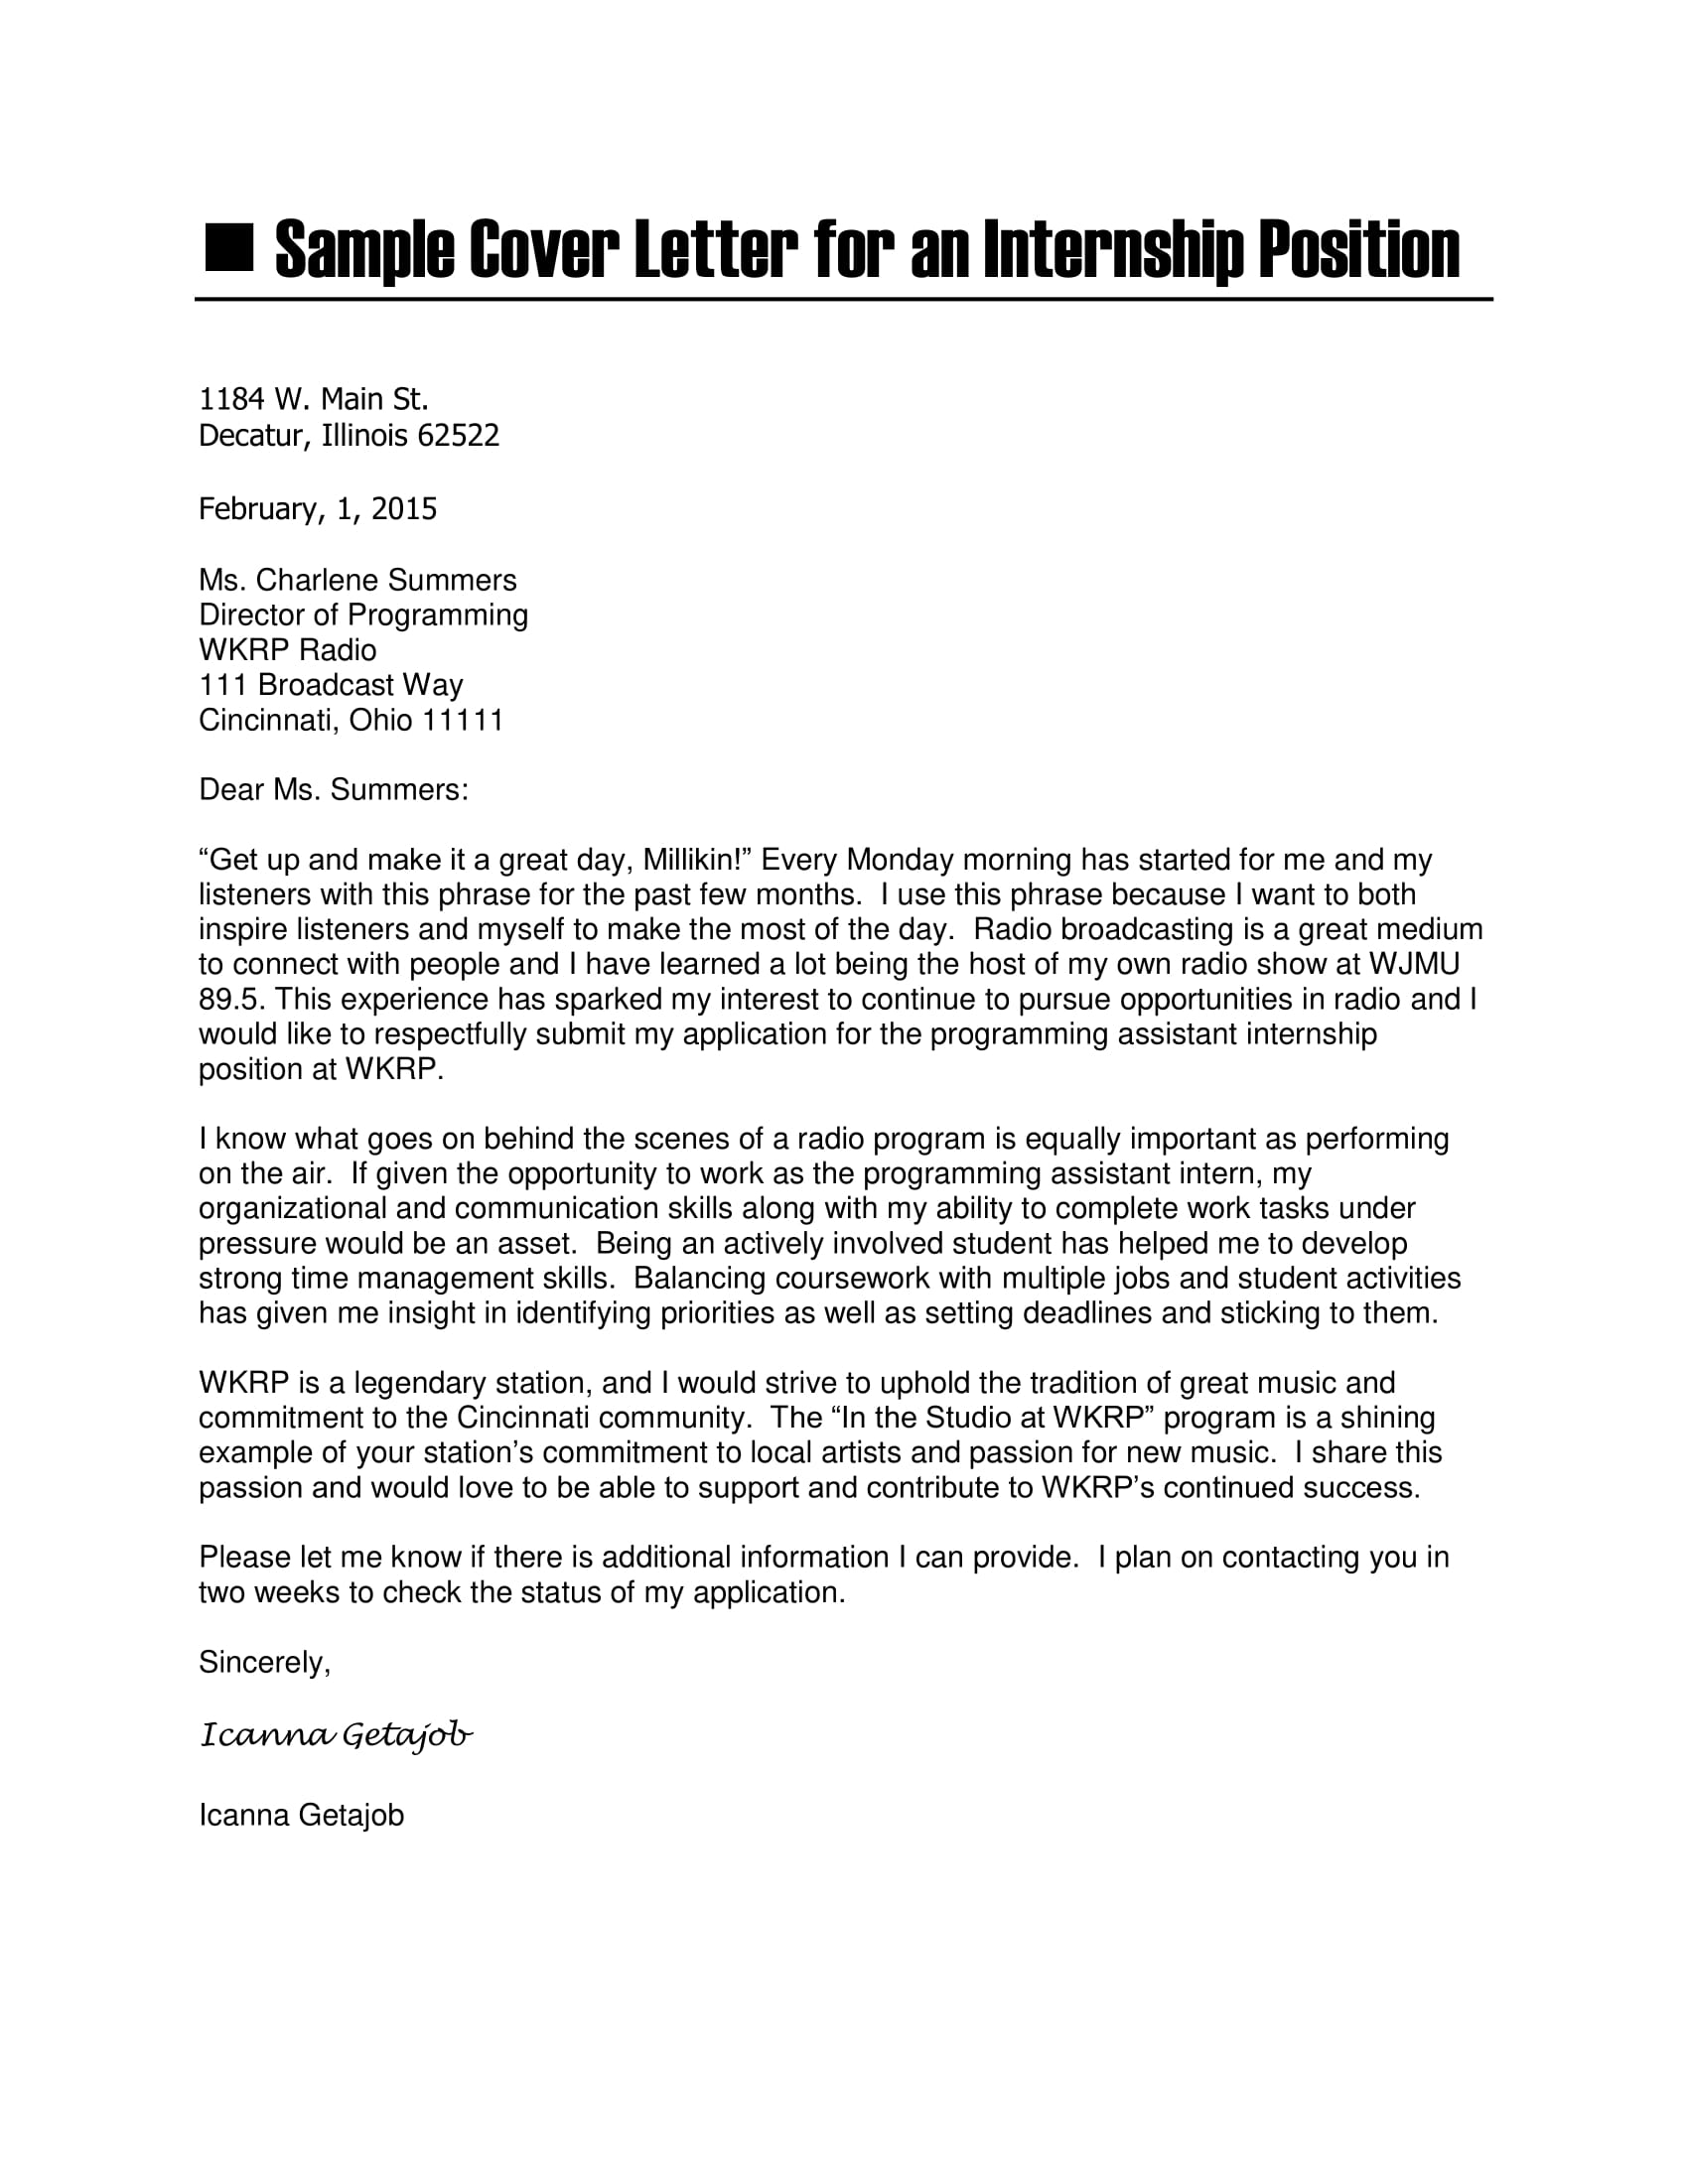 ■ Sample Cover Letter for an Internship Position
1184 W. Main St.
Decatur, Illinois 62522
February, 1, 2015
Ms. Charlene Summers
Director of Programming
WKRP Radio
111 Broadcast Way
Cincinnati, Ohio 11111
Dear Ms. Summers:
“Get up and make it a great day, Millikin!” Every Monday morning has started for me and my
listeners with this phrase for the past few months.  I use this phrase because I want to both
inspire listeners and myself to make the most of the day.  Radio broadcasting is a great medium
to connect with people and I have learned a lot being the host of my own radio show at WJMU
89.5. This experience has sparked my interest to continue to pursue opportunities in radio and I
would like to respectfully submit my application for the programming assistant internship
position at WKRP.
I know what goes on behind the scenes of a radio program is equally important as performing
on the air.  If given the opportunity to work as the programming assistant intern, my
organizational and communication skills along with my ability to complete work tasks under
pressure would be an asset.  Being an actively involved student has helped me to develop
strong time management skills.  Balancing coursework with multiple jobs and student activities
has given me insight in identifying priorities as well as setting deadlines and sticking to them.
WKRP is a legendary station, and I would strive to uphold the tradition of great music and
commitment to the Cincinnati community.  The “In the Studio at WKRP” program is a shining
example of your station’s commitment to local artists and passion for new music.  I share this
passion and would love to be able to support and contribute to WKRP’s continued success.
Please let me know if there is additional information I can provide.  I plan on contacting you in
two weeks to check the status of my application.
Sincerely,
Icanna Getajob
Icanna Getajob